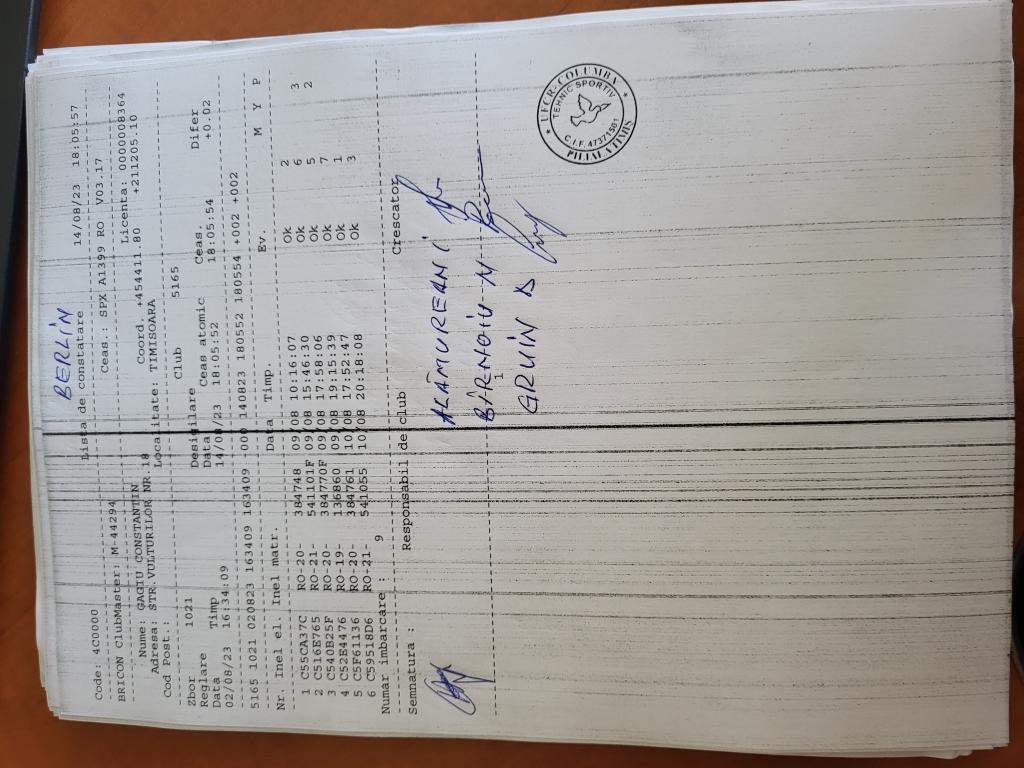 BERLIN
Code: 4C0000 Lista de constatare 14/08/23 18:05:57
BRICON ClubMaster: M-44294 Ceas.: SPX A1399 RO V03.17
Licenta: 0000008364
Nume: GAGIU CONSTANTIN Coord.+454411.80 +211205.10
Adresa: STR.VULTURILOR NR 18 Localitate: TIMISOARA
Cod Post.: Club 5165
Zbor 1021 Desigilare
Reglare Data Ceas atomic Ceas. Difer
Data Timp 14/08/23 18:05:52 18:05:54 +0.02
02/08/23 16:34:09
5165 1021 020823 163409 163409 000 140823 180552 180554 +002 +002
Nr. Inel el. Inel matr. Data Timp. Ev. M Y P
1 C55CA37C RO-20- 384748 09/08 10:16:07 Ok 2
2 C516E765 RO-21- 541101F 09/08 15:46:30 Ok 6 3
3 C540B25F RO-20- 384770F 09/08 17:58:06 Ok 5 2
4 C52E4476 RO-19- 136860 09/08 19:15:39 Ok 7
5 C5F61136 RO-20- 384761 10/08 17:52:47 Ok 1
6 C59518D6 RO-21- 541055 10/08 20:18:08 Ok 3
Numar imbarcare : 9
Semnatura : Responsabil de club Crescator
ALĂMUREANU I
BÎRNOIU N
GRUIN D
UFCR-COLUMBA
TEHNIC SPORTIV
C.I.F. 47371501
FILIALA TIMIS